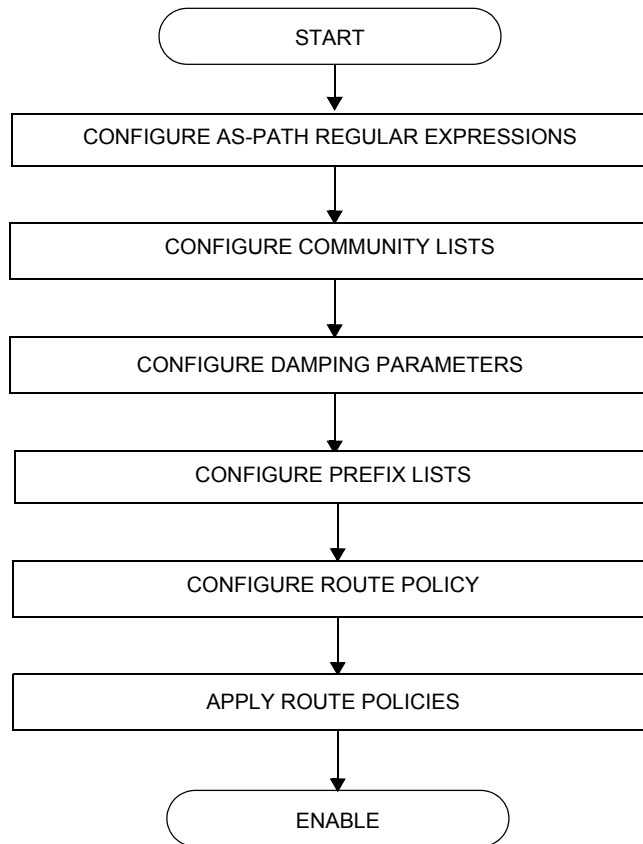 START
CONFIGURE AS-PATH REGULAR EXPRESSIONS
CONFIGURE COMMUNITY LISTS
CONFIGURE DAMPING PARAMETERS
CONFIGURE PREFIX LISTS
CONFIGURE ROUTE POLICY
APPLY ROUTE POLICIES
ENABLE